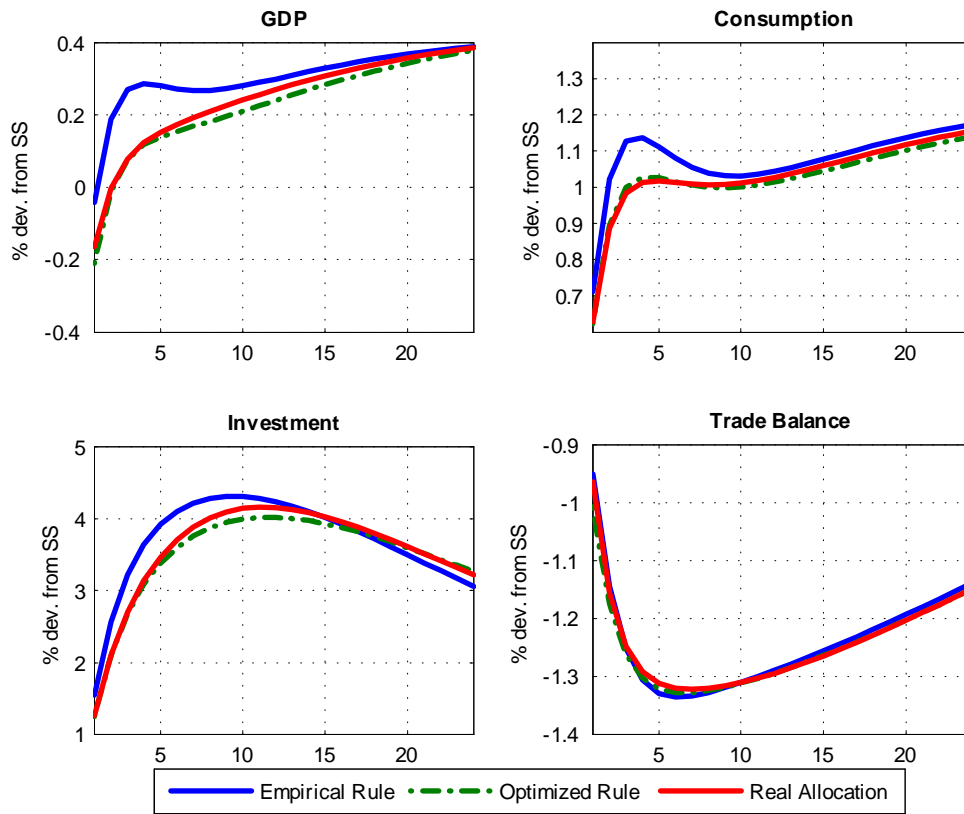 GDP
% dev. from SS
0.4
0.2
0
-0.2
-0.4
5 10 15 20
Consumption
% dev. from SS
1.3
1.2
1.1
1
0.9
0.8
0.7
5 10 15 20
Investment
% dev. from SS
5
4
3
2
1
5 10 15 20
Trade Balance
% dev. from SS
-0.9
-1
-1.1
-1.2
-1.3
-1.4
5 10 15 20
Empirical Rule Optimized Rule Real Allocation